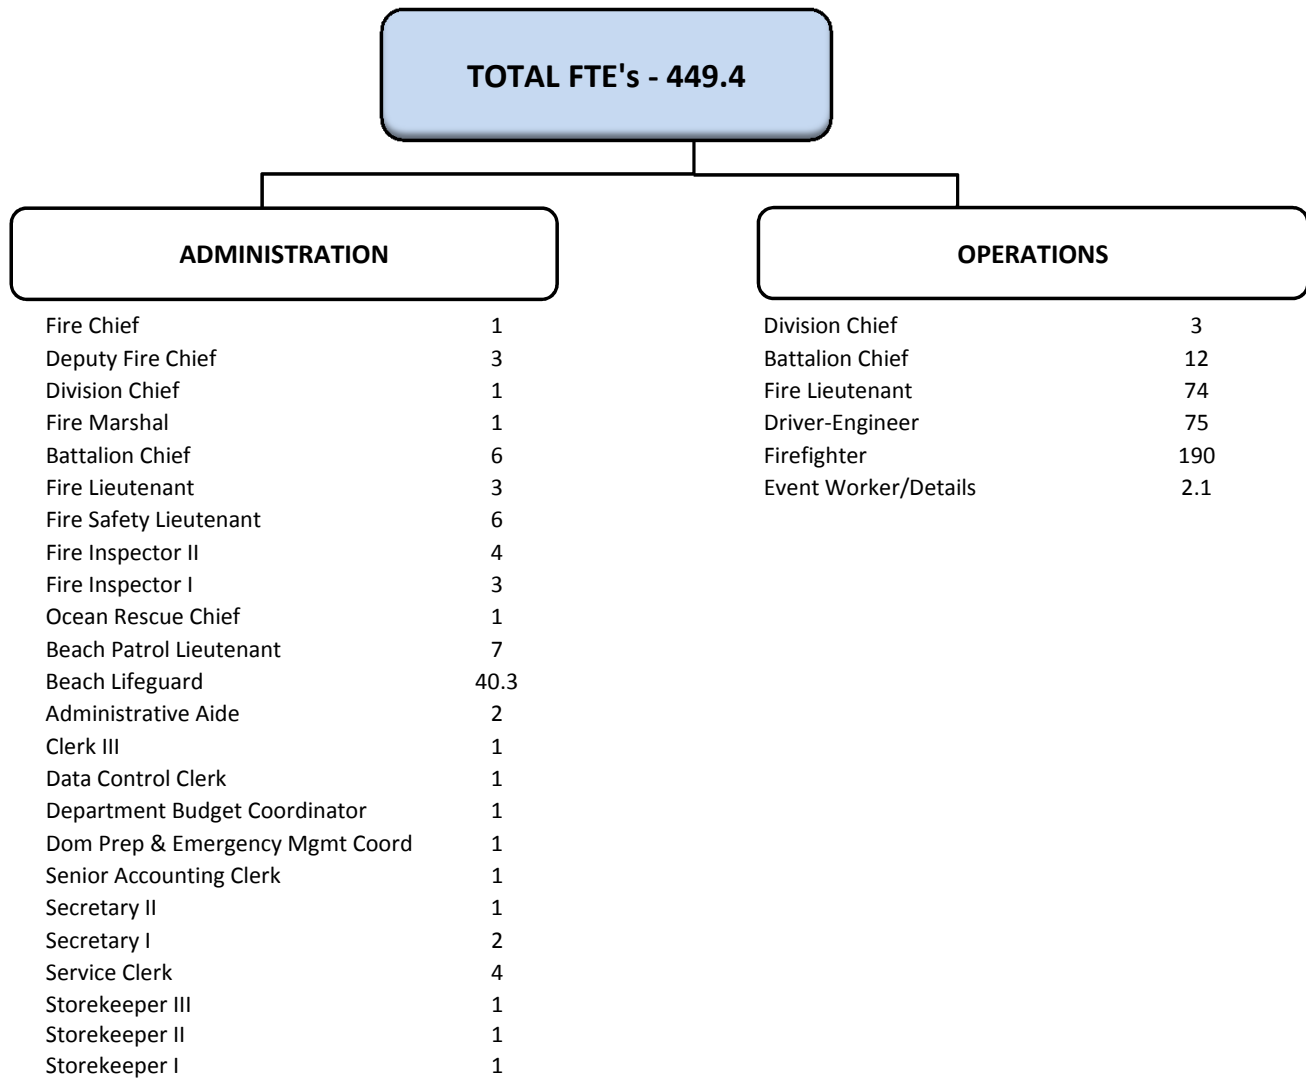 TOTAL FTE's - 449.4
ADMINISTRATION
Fire Chief 1
Deputy Fire Chief 3
Division Chief 1
Fire Marshal 1
Battalion Chief 6
Fire Lieutenant 3
Fire Safety Lieutenant 6
Fire Inspector II 4
Fire Inspector I 3
Ocean Rescue Chief 1
Beach Patrol Lieutenant 7
Beach Lifeguard 40.3
Administrative Aide 2
Clerk III 1
Data Control Clerk 1
Department Budget Coordinator 1
Dom Prep & Emergency Mgmt Coord 1
Senior Accounting Clerk 1
Secretary II 1
Secretary I 2
Service Clerk 4
Storekeeper III 1
Storekeeper II 1
Storekeeper I 1
OPERATIONS
Division Chief 3
Battalion Chief 12
Fire Lieutenant 74
Driver-Engineer 75
Firefighter 190
Event Worker/Details 2.1